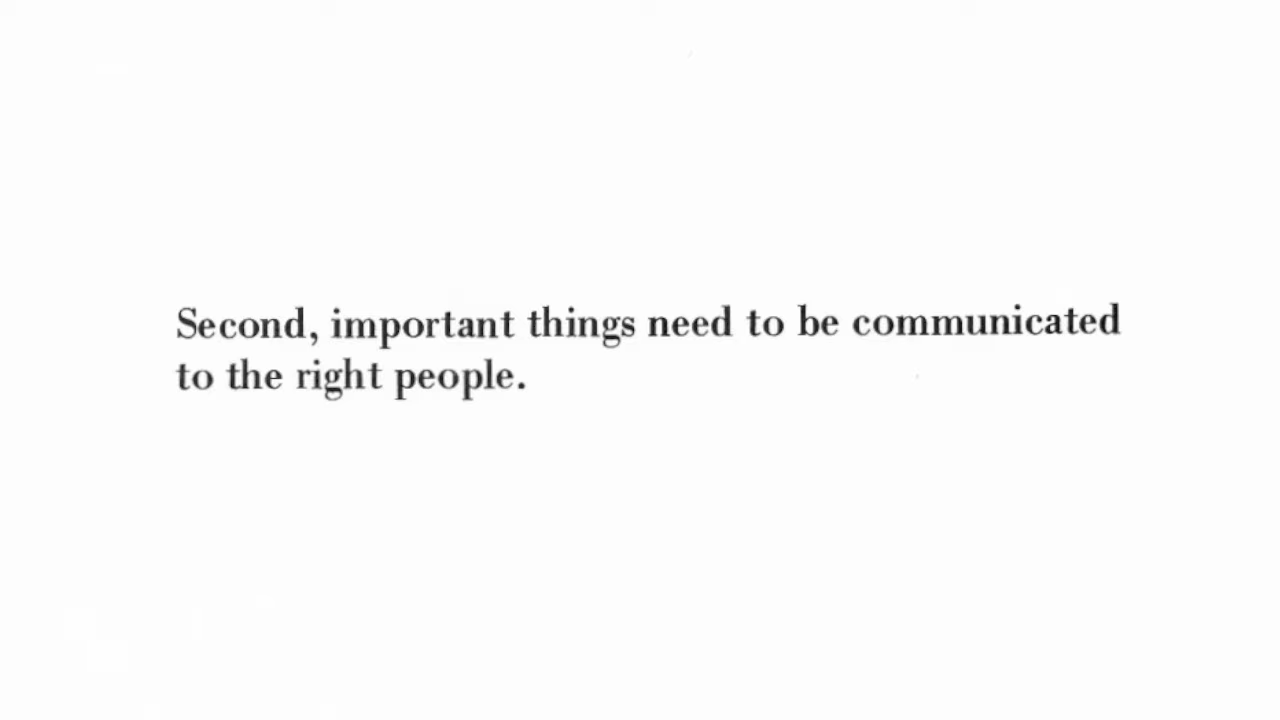 Second, important things need to be communicated
to the right people.